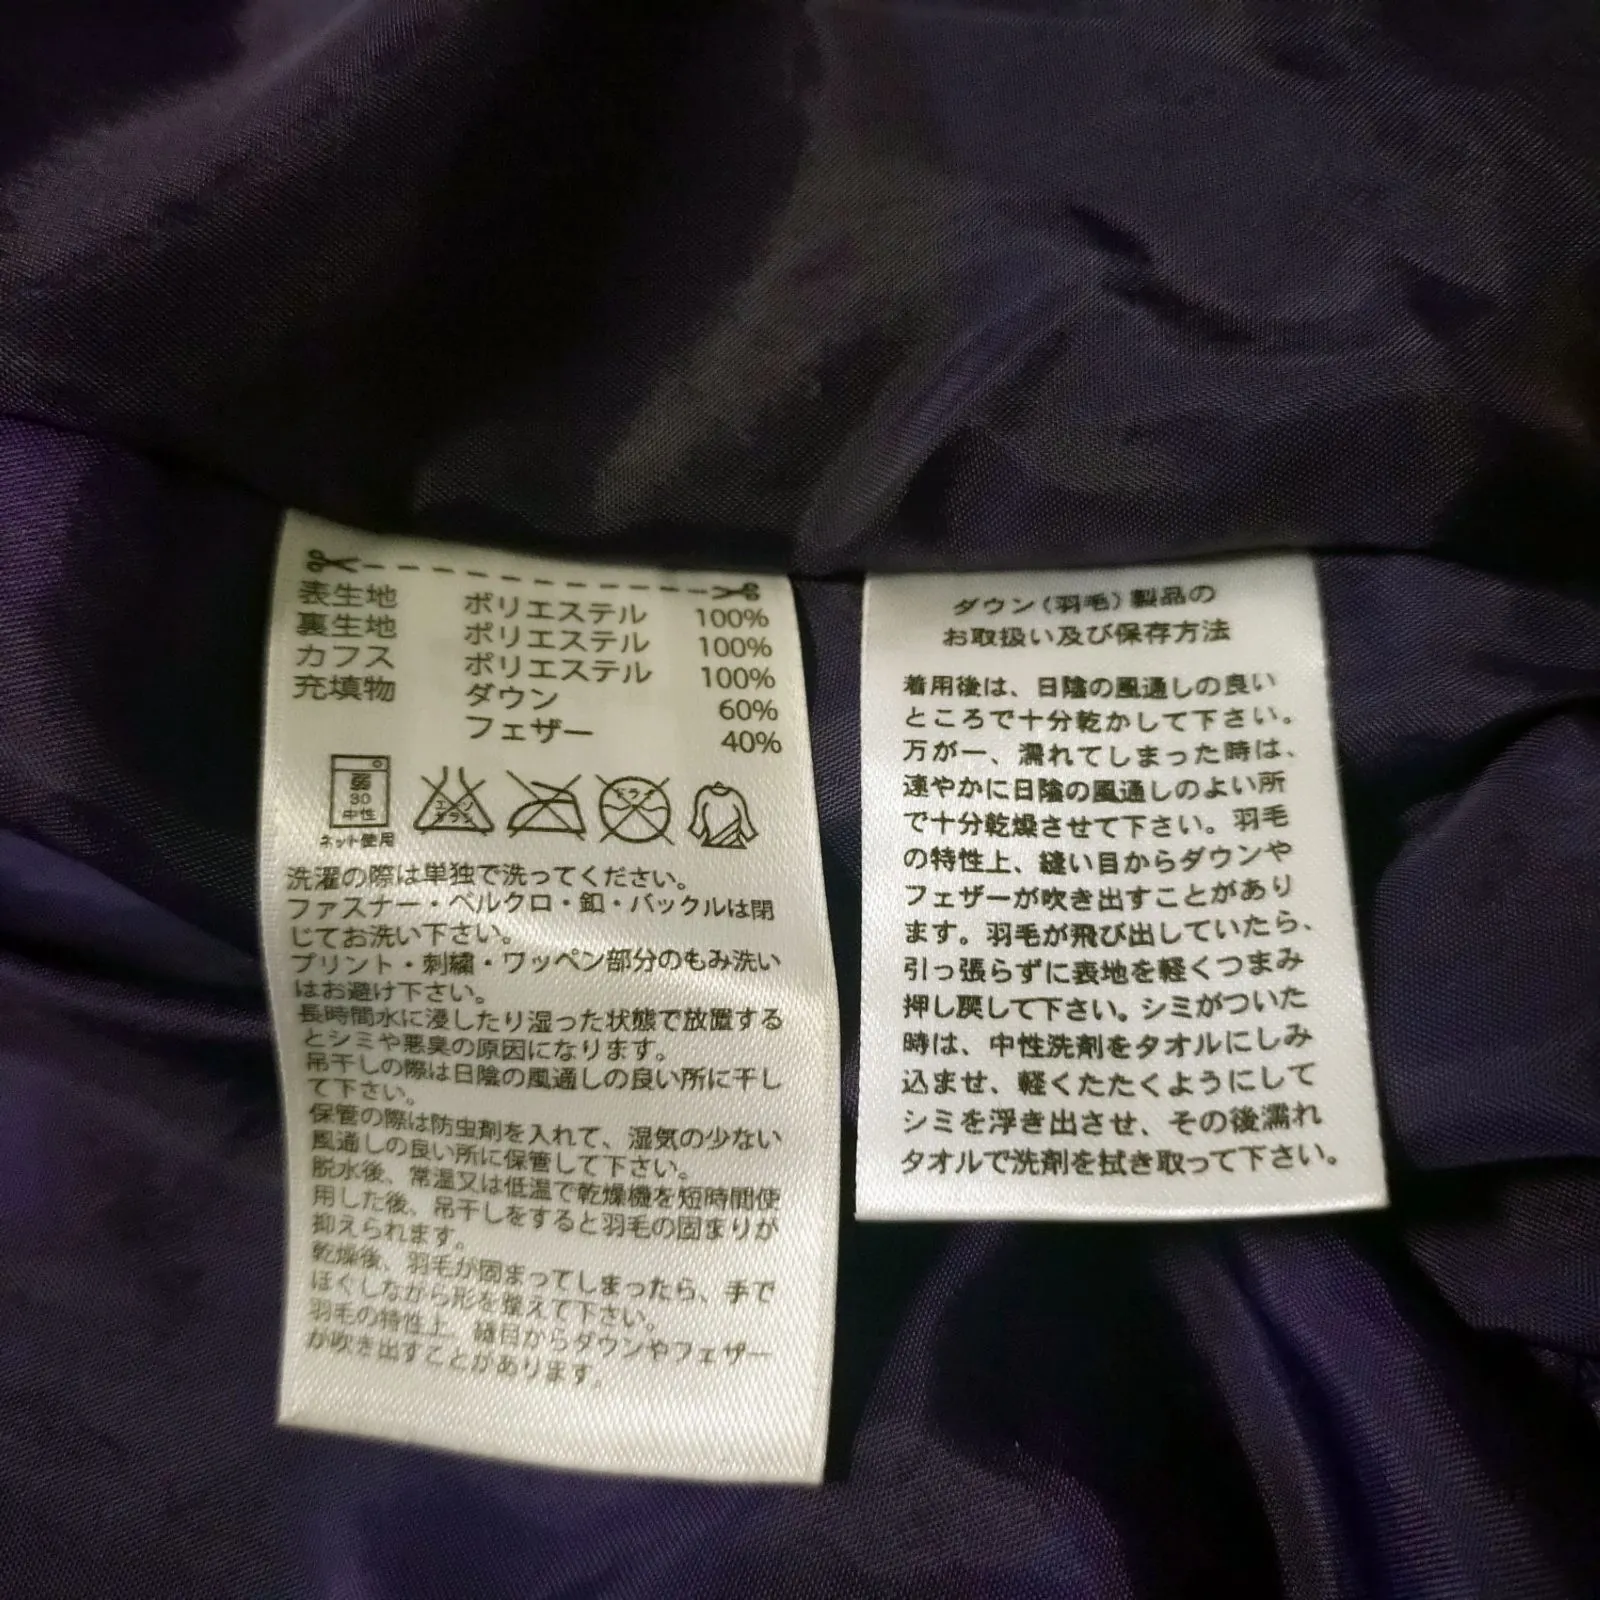 表生地 ポリエステル 100%
裏生地 ポリエステル 100%
カフス ポリエステル 100%
充填物 ダウン 60%
フェザー 40%
弱
30
中性
ネット使用
エンソ
サラシ
ドライ
洗濯の際は単独で洗ってください。
ファスナー・ベルクロ・釦・バックルは閉
じてお洗い下さい。
プリント・刺繍・ワッペン部分のもみ洗い
はお避け下さい。
長時間水に浸したり湿った状態で放置する
とシミや悪臭の原因になります。
吊干しの際は日陰の風通しの良い所に干し
て下さい。
保管の際は防虫剤を入れて、湿気の少ない
風通しの良い所に保管して下さい。
脱水後、常温又は低温で乾燥機を短時間使
用した後、吊干しをすると羽毛の固まりが
抑えられます。
乾燥後、羽毛が固まってしまったら、手で
ほぐしながら形を整えて下さい。
羽毛の特性上、縫目からダウンやフェザー
が吹き出すことがあります。
ダウン(羽毛)製品の
お取扱い及び保存方法
着用後は、日陰の風通しの良い
ところで十分乾かして下さい。
万が一、濡れてしまった時は、
速やかに日陰の風通しのよい所
で十分乾燥させて下さい。羽毛
の特性上、縫い目からダウンや
フェザーが吹き出すことがあり
ます。羽毛が飛び出していたら、
引っ張らずに表地を軽くつまみ
押し戻して下さい。シミがついた
時は、中性洗剤をタオルにしみ
込ませ、軽くたたくようにして
シミを浮き出させ、その後濡れ
タオルで洗剤を拭き取って下さい。